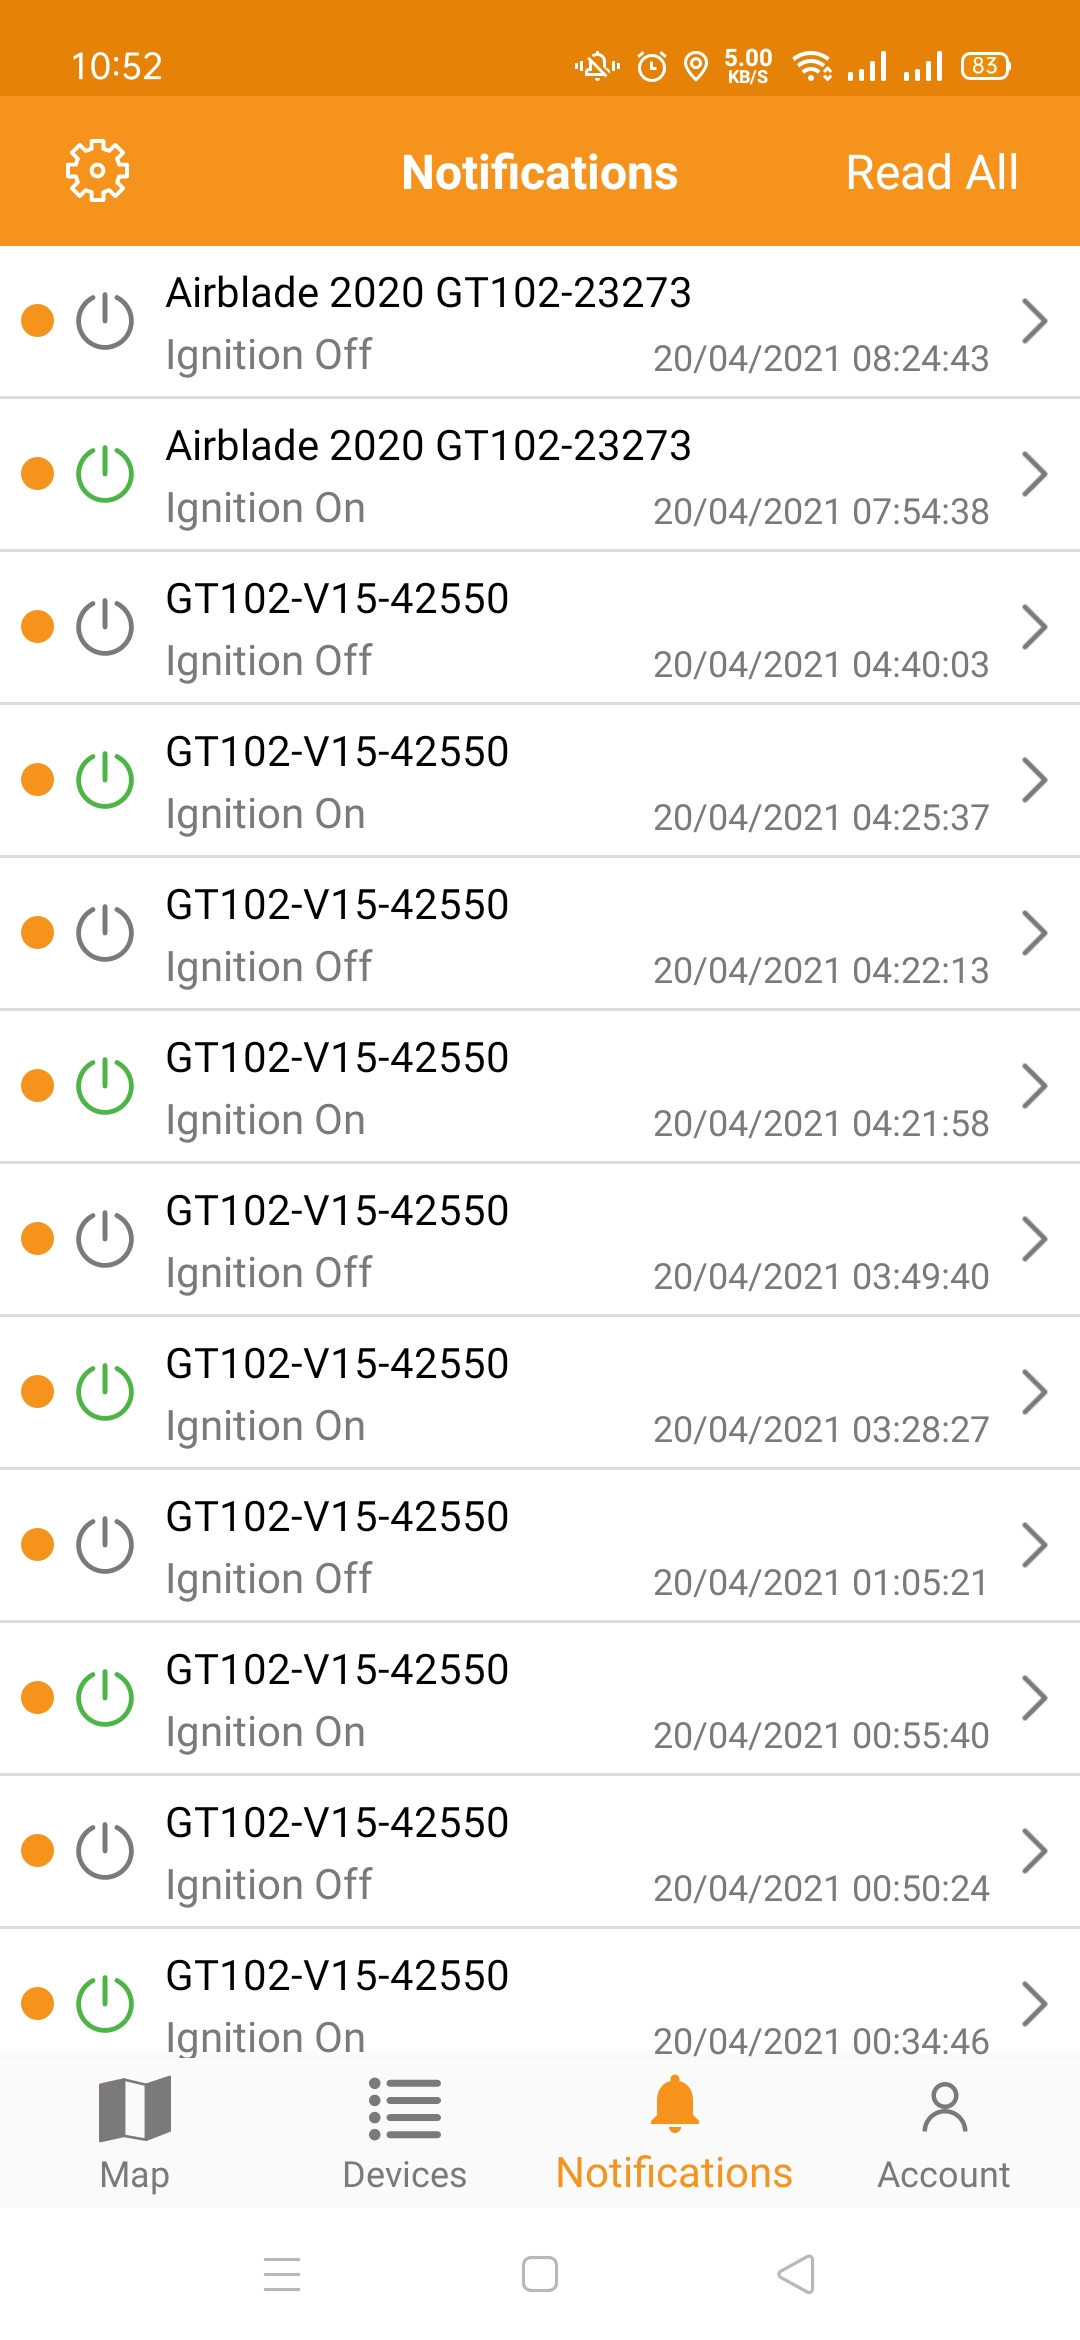 10:52
5.00
KB/S
83
Notifications
Read All
Airblade 2020 GT102-23273
Ignition Off
20/04/2021 08:24:43
Airblade 2020 GT102-23273
Ignition On
20/04/2021 07:54:38
GT102-V15-42550
Ignition Off
20/04/2021 04:40:03
GT102-V15-42550
Ignition On
20/04/2021 04:25:37
GT102-V15-42550
Ignition Off
20/04/2021 04:22:13
GT102-V15-42550
Ignition On
20/04/2021 04:21:58
GT102-V15-42550
Ignition Off
20/04/2021 03:49:40
GT102-V15-42550
Ignition On
20/04/2021 03:28:27
GT102-V15-42550
Ignition Off
20/04/2021 01:05:21
GT102-V15-42550
Ignition On
20/04/2021 00:55:40
GT102-V15-42550
Ignition Off
20/04/2021 00:50:24
GT102-V15-42550
Ignition On
20/04/2021 00:34:46
Map
Devices
Notifications
Account